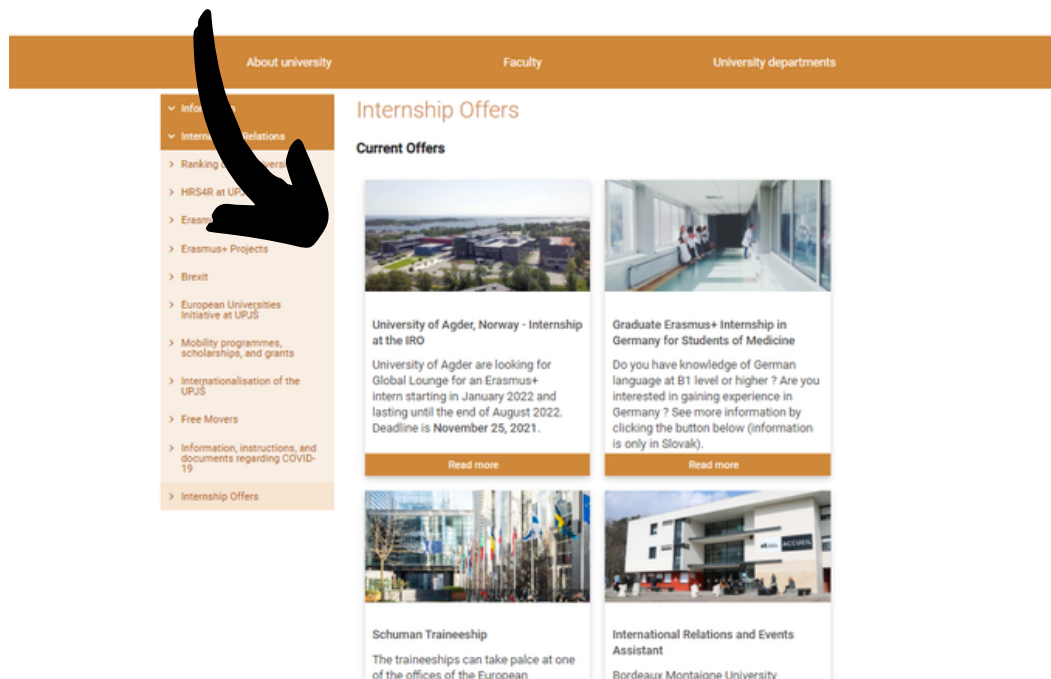 About university
Faculty
University departments
Relations
Ranking
HRS4R at
Erasmus+ Projects
Brexit
European Universities
Initiative at UPJŠ
Mobility programmes,
scholarships, and grants
Internationalisation of the
UPJŠ
Free Movers
Information, instructions, and
documents regarding COVID-
19
Internship Offers
Internship Offers
Current Offers
University of Agder, Norway - Internship
at the IRO
University of Agder are looking for
Global Lounge for an Erasmus+
intern starting in January 2022 and
lasting until the end of August 2022.
Deadline is November 25, 2021.
Read more
Graduate Erasmus+ Internship in
Germany for Students of Medicine
Do you have knowledge of German
language at B1 level or higher ? Are you
interested in gaining experience in
Germany ? See more information by
clicking the button below (information
is only in Slovak).
Read more
Schuman Traineeship
The traineeships can take palce at one
of the offices of the European
ACCUEIL
International Relations and Events
Assistant
Bordeaux Montaigne University